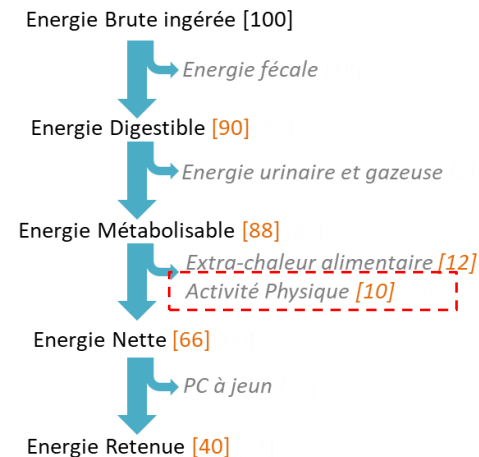 Energie Brute ingérée [100]
Energie fécale
Energie Digestible [90]
Energie urinaire et gazeuse
Energie Métabolisable [88]
Extra-chaleur alimentaire [12]
Activité Physique [10]
Energie Nette [66]
PC à jeun
Energie Retenue [40]